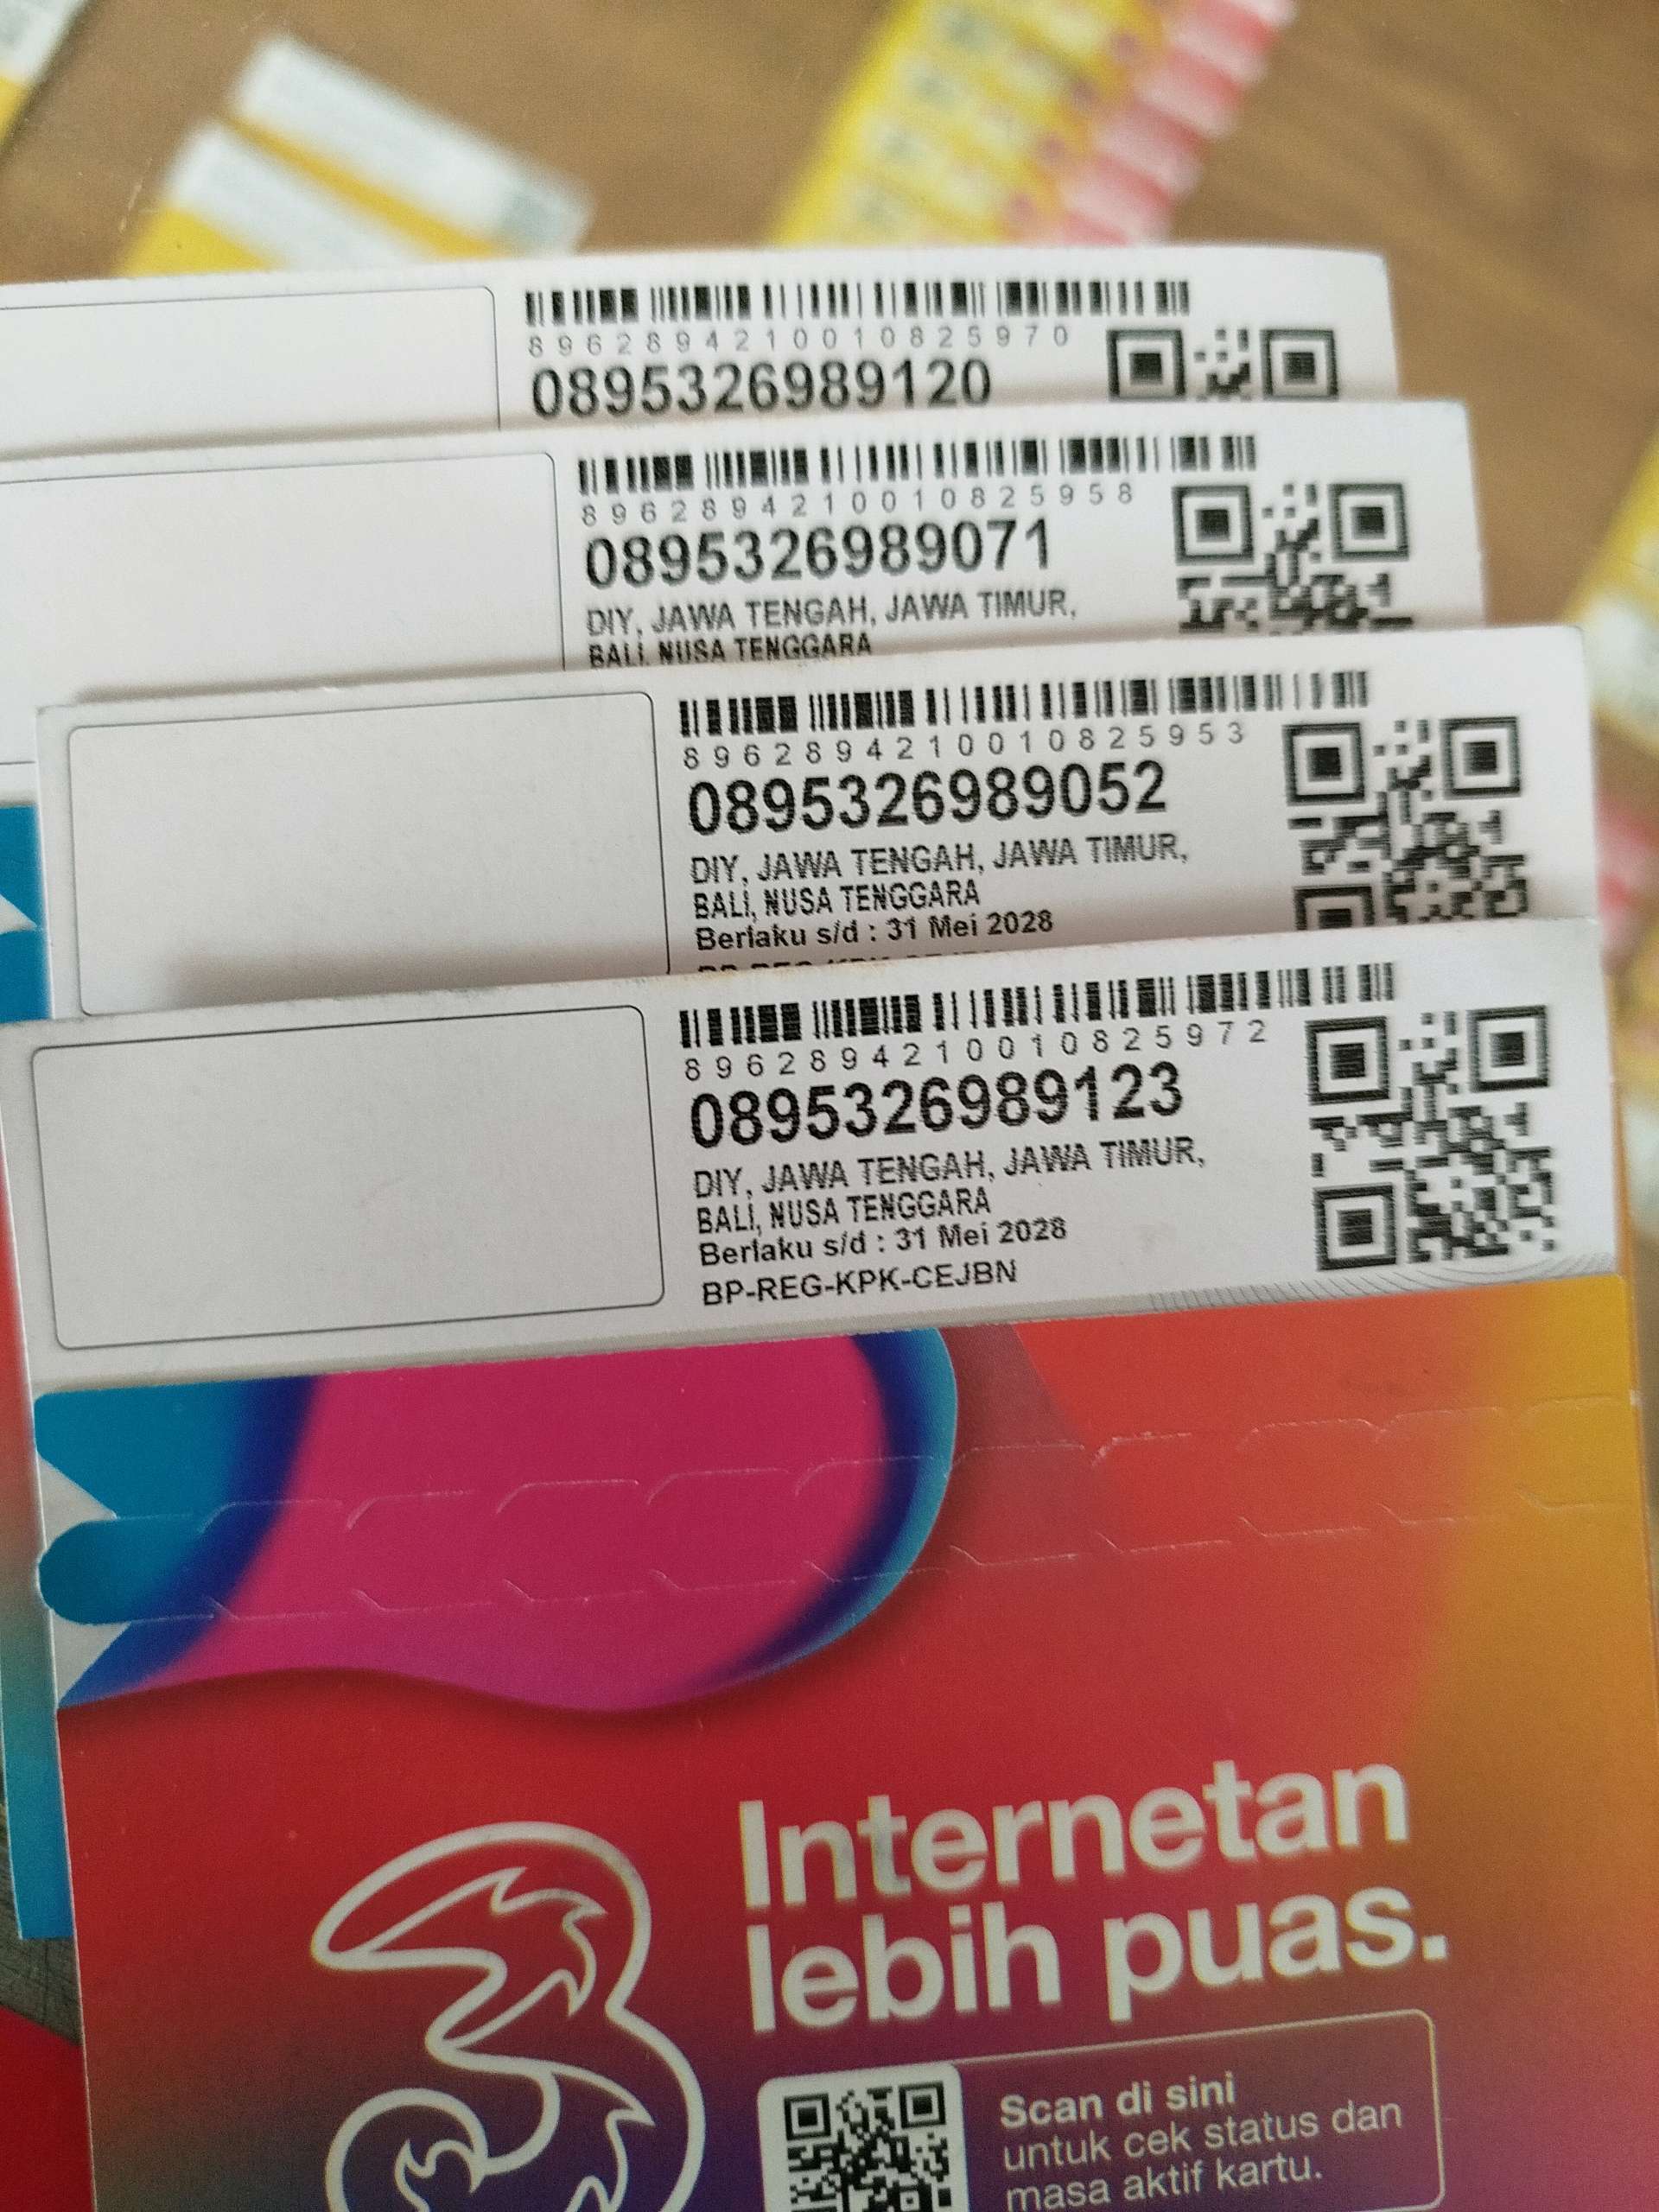 8962894210010825970
0895326989120
8962894210010825958
0895326989071
DIY, JAWA TENGAH, JAWA TIMUR,
BALI, NUSA TENGGARA
8962894210010825953
0895326989052
DIY, JAWA TENGAH, JAWA TIMUR,
BALI, NUSA TENGGARA
Berlaku s/d : 31 Mei 2028
8962894210010825972
0895326989123
DIY, JAWA TENGAH, JAWA TIMUR,
BALI, NUSA TENGGARA
Berlaku s/d : 31 Mei 2028
BP-REG-KPK-CEJBN
3
Internetan
lebih puas.
Scan di sini
untuk cek status dan
masa aktif kartu.